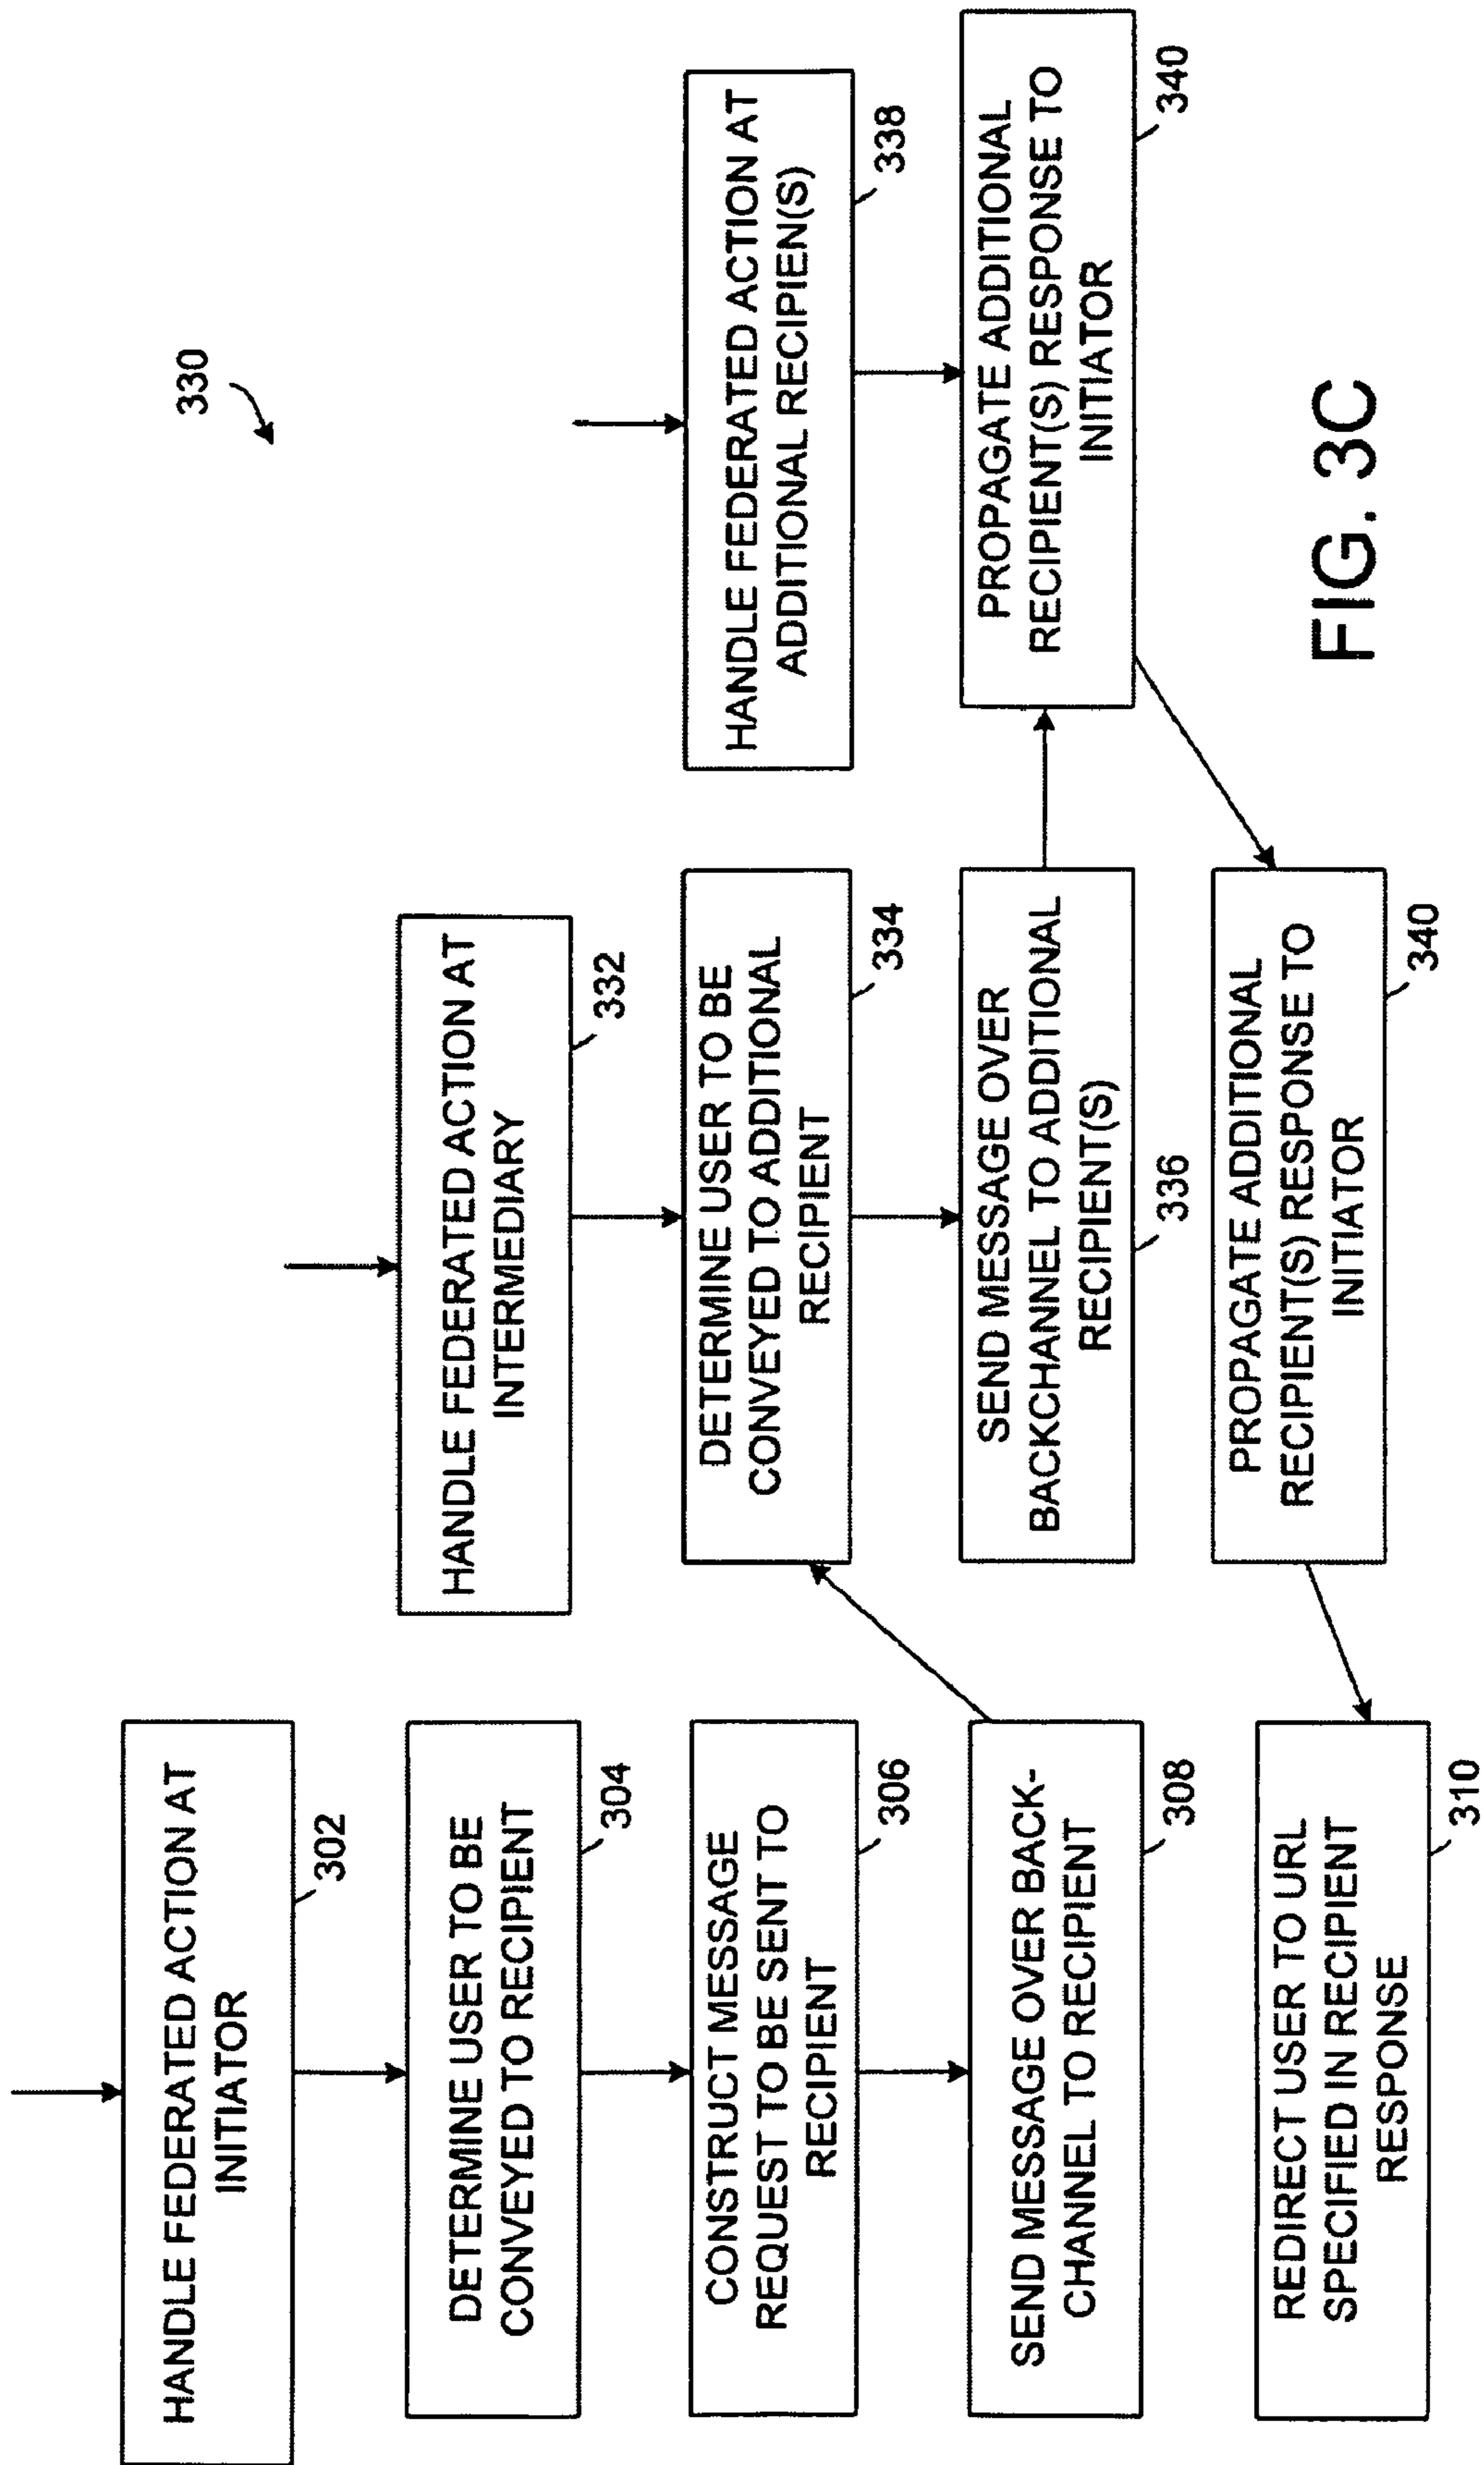 330
HANDLE FEDERATED ACTION AT
INITIATOR
302
DETERMINE USER TO BE
CONVEYED TO RECIPIENT
304
CONSTRUCT MESSAGE
REQUEST TO BE SENT TO
RECIPIENT
306
SEND MESSAGE OVER BACK-
CHANNEL TO RECIPIENT
308
REDIRECT USER TO URL
SPECIFIED IN RECIPIENT
RESPONSE
310
HANDLE FEDERATED ACTION AT
INTERMEDIARY
332
DETERMINE USER TO BE
CONVEYED TO ADDITIONAL
RECIPIENT
334
SEND MESSAGE OVER
BACKCHANNEL TO ADDITIONAL
RECIPIENT(S)
336
PROPAGATE ADDITIONAL
RECIPIENT(S) RESPONSE TO
INITIATOR
340
HANDLE FEDERATED ACTION AT
ADDITIONAL RECIPIEN(S)
338
PROPAGATE ADDITIONAL
RECIPIENT(S) RESPONSE TO
INITIATOR
340
FIG. 3C